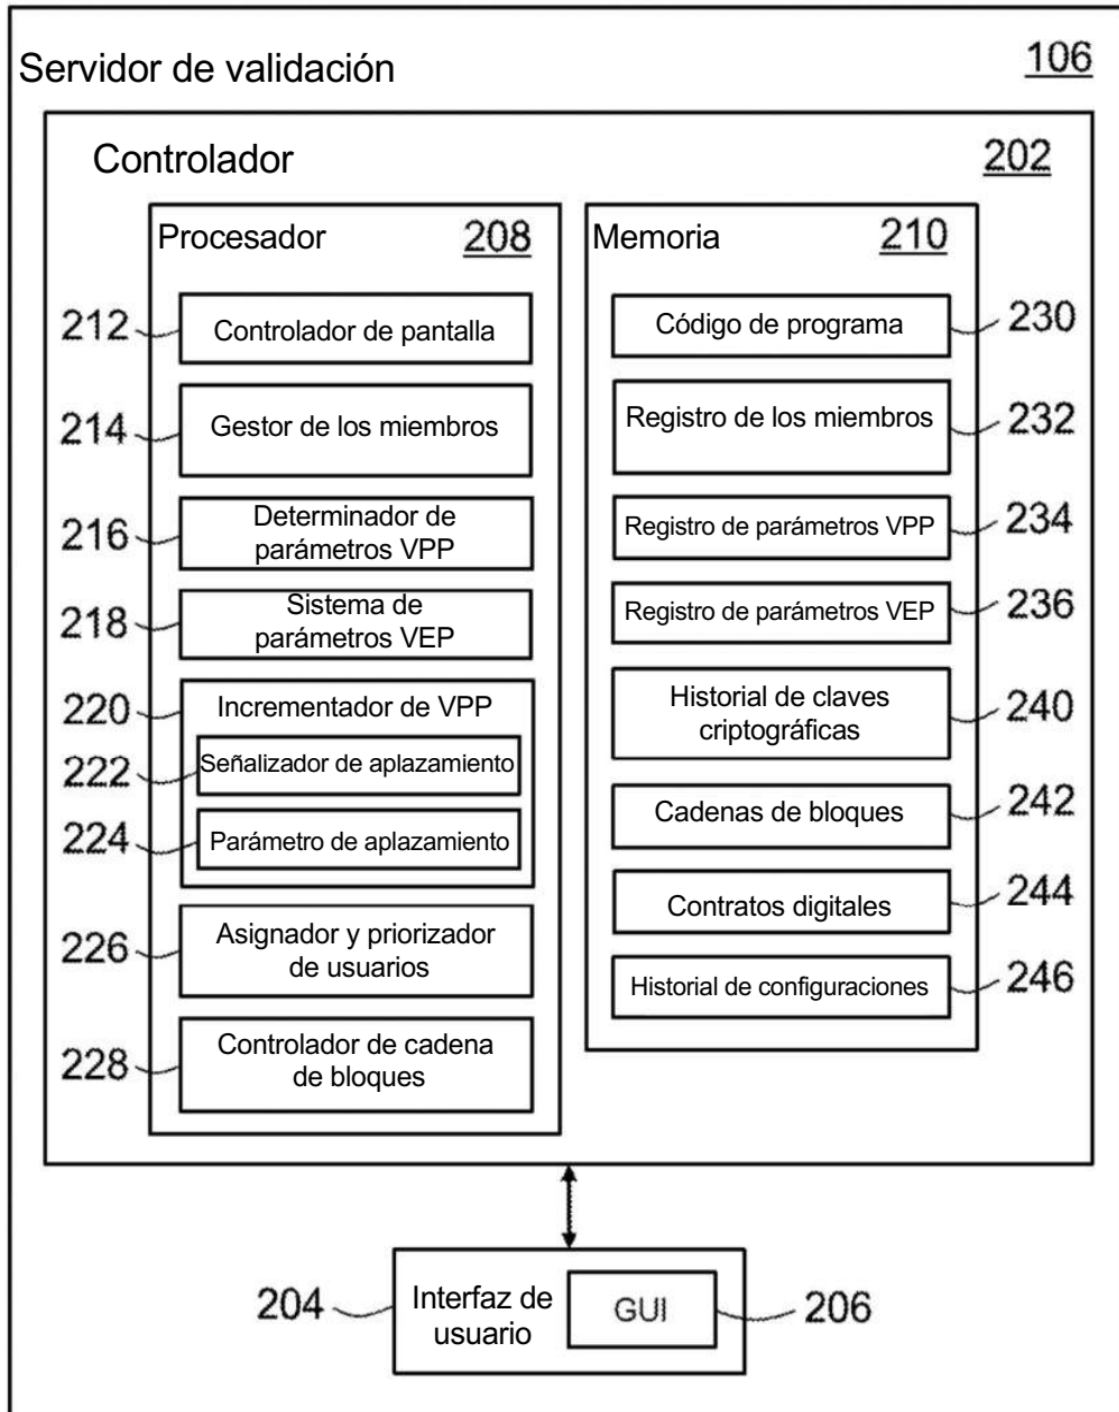 Servidor de validación 106
Controlador 202
Procesador 208
212 Controlador de pantalla
214 Gestor de los miembros
216 Determinador de
parámetros VPP
218 Sistema de
parámetros VEP
220 Incrementador de VPP
222 Señalizador de aplazamiento
224 Parámetro de aplazamiento
226 Asignador y priorizador
de usuarios
228 Controlador de cadena
de bloques
Memoria 210
Código de programa 230
Registro de los miembros 232
Registro de parámetros VPP 234
Registro de parámetros VEP 236
Historial de claves
criptográficas 240
Cadenas de bloques 242
Contratos digitales 244
Historial de configuraciones 246
204 Interfaz de
usuario
GUI 206